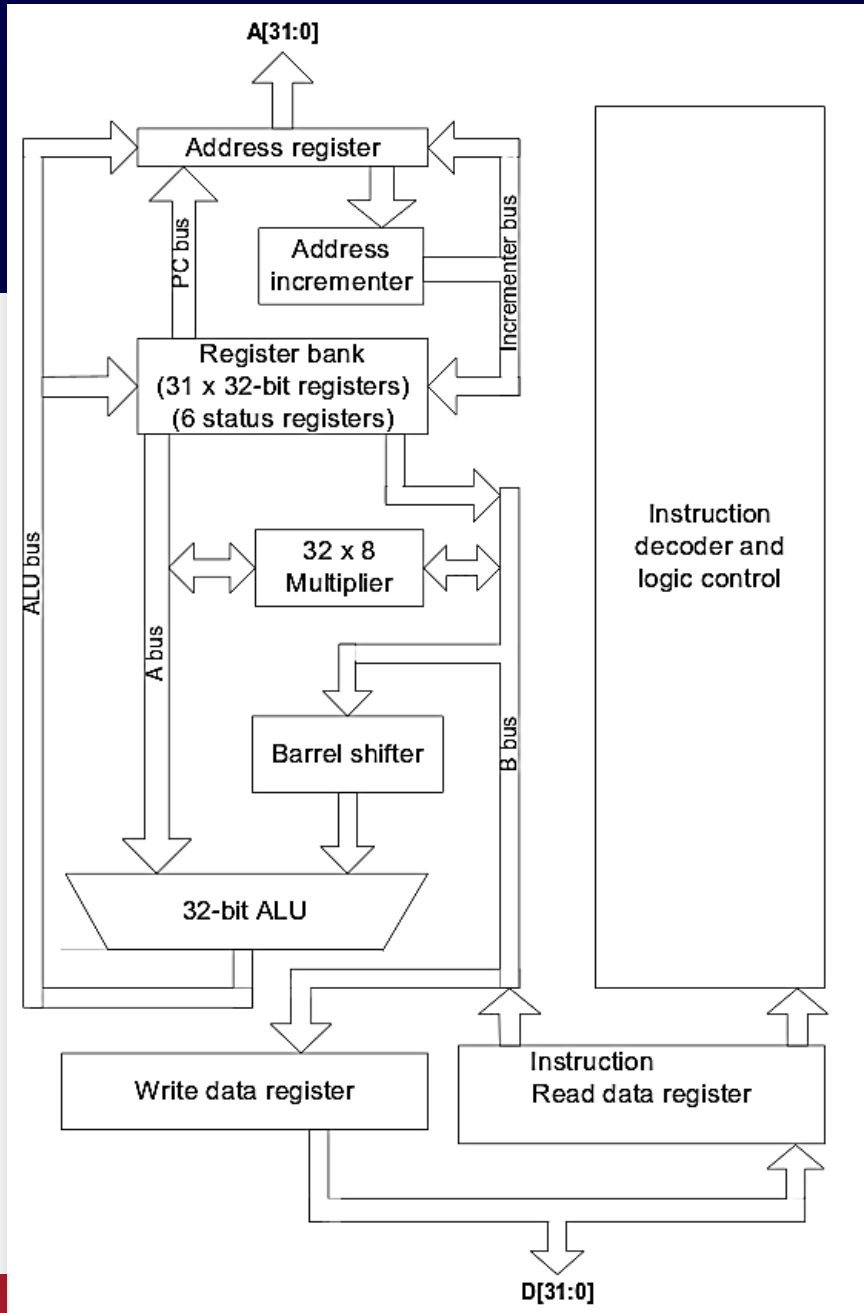 A[31:0]
Address register
PC bus
Address
incrementer
Incrementer bus
Register bank
(31 x 32-bit registers)
(6 status registers)
ALU bus
A bus
32 x 8
Multiplier
Barrel shifter
B bus
32-bit ALU
Instruction
decoder and
logic control
Write data register
Instruction
Read data register
D[31:0]